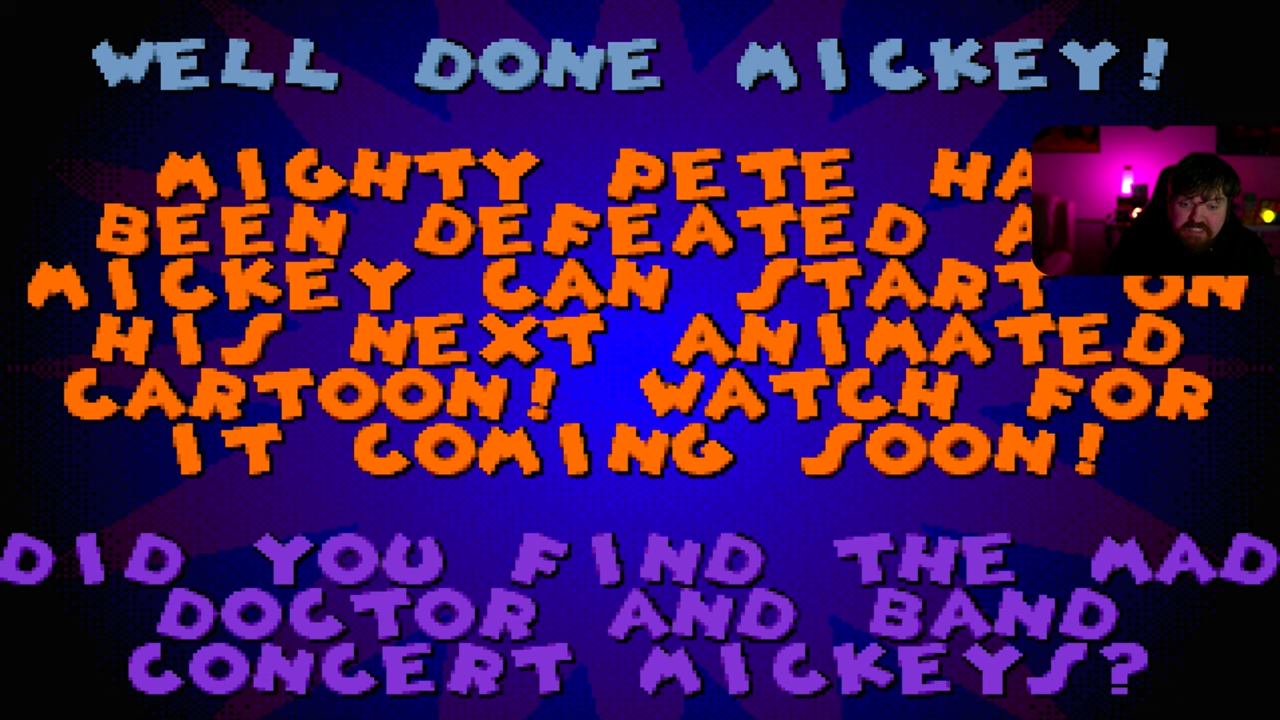 WELL DONE MICKEY!
MIGHTY PETE
BEEN DEFEATED
MICKEY CAN START ON
HIS NEXT ANIMATED
CARTOON! WATCH FOR
IT COMING SOON!
DID YOU FIND THE MAD
DOCTOR AND BAND
CONCERT MICKEYS?